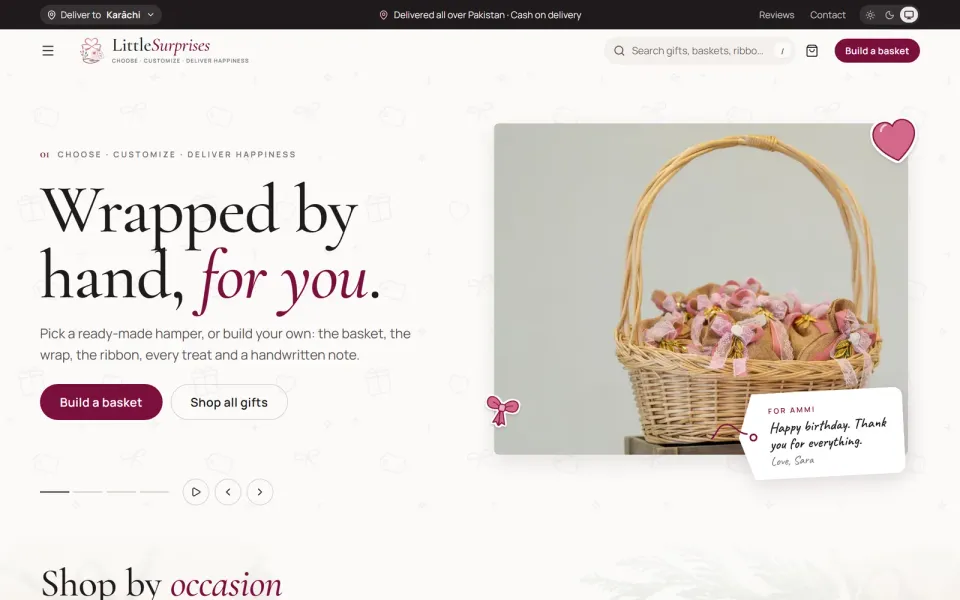 Deliver to Karāchi
Delivered all over Pakistan · Cash on delivery
Reviews
Contact
LittleSurprises
CHOOSE · CUSTOMIZE · DELIVER HAPPINESS
Search gifts, baskets, ribbo...
/
Build a basket
01 CHOOSE · CUSTOMIZE · DELIVER HAPPINESS
Wrapped by
hand, for you.
Pick a ready-made hamper, or build your own: the basket, the
wrap, the ribbon, every treat and a handwritten note.
Build a basket
Shop all gifts
FOR AMMI
Happy birthday. Thank
you for everything.
Love, Sara
Shop by occasion